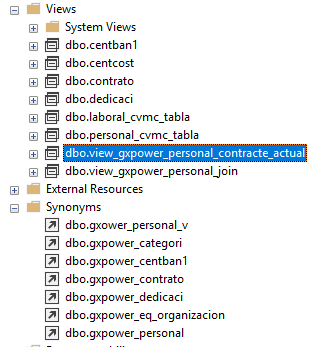 Views
System Views
dbo.centban1
dbo.centcost
dbo.contrato
dbo.dedicaci
dbo.laboral_cvmc_tabla
dbo.personal_cvmc_tabla
dbo.view_gxpower_personal_contracte_actual
dbo.view_gxpower_personal_join
External Resources
Synonyms
dbo.gxower_personal_v
dbo.gxpower_categori
dbo.gxpower_centban1
dbo.gxpower_contrato
dbo.gxpower_dedicaci
dbo.gxpower_eq_organizacion
dbo.gxpower_personal